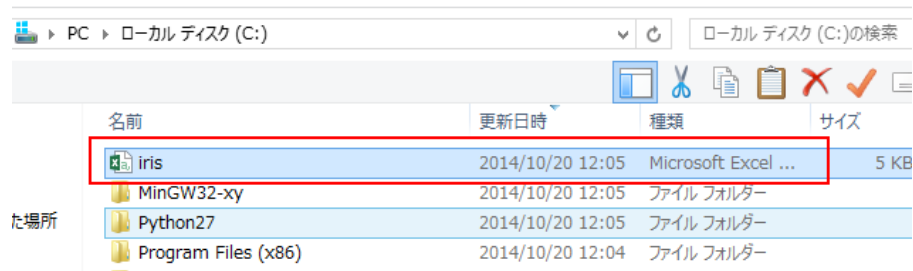 PC ▸ ローカル ディスク (C:)
ローカル ディスク (C:)の検索
名前 更新日時 種類 サイズ
iris 2014/10/20 12:05 Microsoft Excel ... 5 KB
MinGW32-xy 2014/10/20 12:05 ファイル フォルダー
た場所 Python27 2014/10/20 12:05 ファイル フォルダー
Program Files (x86) 2014/10/20 12:04 ファイル フォルダー